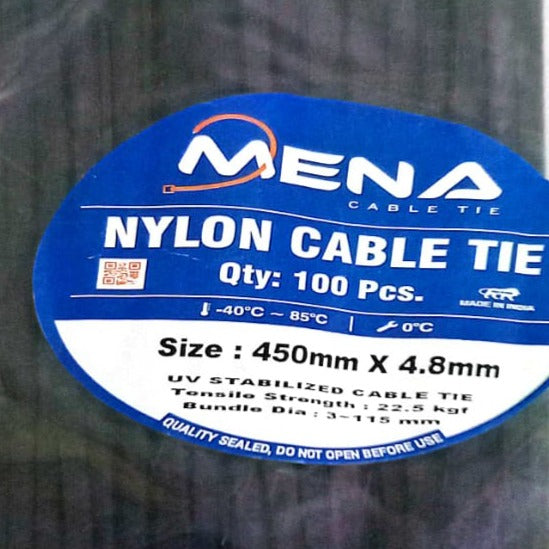 MENA
CABLE TIE
NYLON CABLE TIE
Qty: 100 Pcs.
MADE IN INDIA
-40°C ~ 85°C | 0°C
Size : 450mm X 4.8mm
UV STABILIZED CABLE TIE
Tensile Strength : 22.5 kgf
Bundle Dia : 3~115 mm
QUALITY SEALED, DO NOT OPEN BEFORE USE